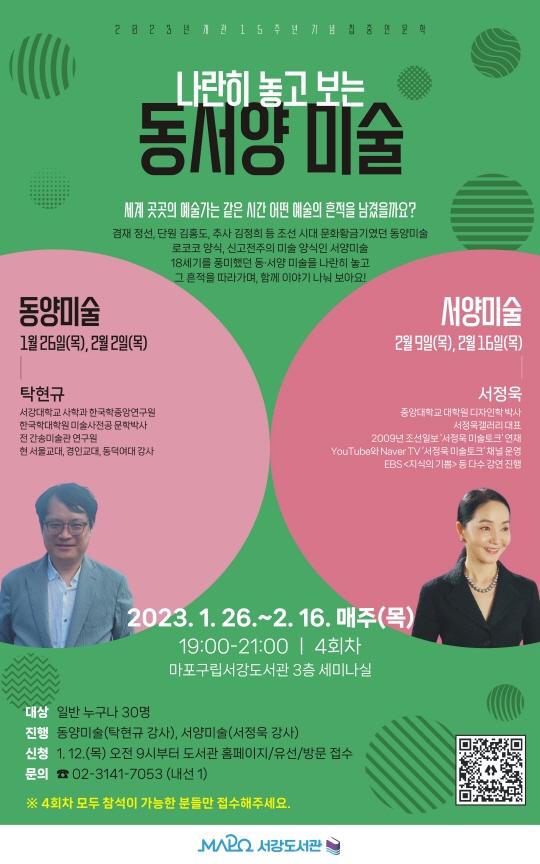 2023년 개관 15주년 기념 집중인문학
나란히 놓고 보는
동서양 미술
세계 곳곳의 예술가는 같은 시간 어떤 예술의 흔적을 남겼을까요?
겸재 정선, 단원 김홍도, 추사 김정희 등 조선 시대 문화황금기였던 동양미술
로코코 양식, 신고전주의 미술 양식인 서양미술
18세기를 풍미했던 동·서양 미술을 나란히 놓고
그 흔적을 따라가며, 함께 이야기 나눠 보아요!
동양미술
1월 26일(목), 2월 2일(목)
탁현규
서강대학교 사학과 한국학중앙연구원
한국학대학원 미술사전공 문학박사
전 간송미술관 연구원
현 서울교대, 경인교대, 동덕여대 강사
서양미술
2월 9일(목), 2월 16일(목)
서정욱
중앙대학교 대학원 디자인학 박사
서정욱갤러리 대표
2009년 조선일보 '서정욱 미술토크' 연재
YouTube와 Naver TV '서정욱 미술토크' 채널 운영
EBS <지식의 기쁨> 등 다수 강연 진행
2023. 1. 26.~2. 16. 매주(목)
19:00-21:00 | 4회차
마포구립서강도서관 3층 세미나실
대상 일반 누구나 30명
진행 동양미술(탁현규 강사), 서양미술(서정욱 강사)
신청 1. 12.(목) 오전 9시부터 도서관 홈페이지/유선/방문 접수
문의 ☎ 02-3141-7053 (내선 1)
※ 4회차 모두 참석이 가능한 분들만 접수해주세요.
MAPO 서강도서관